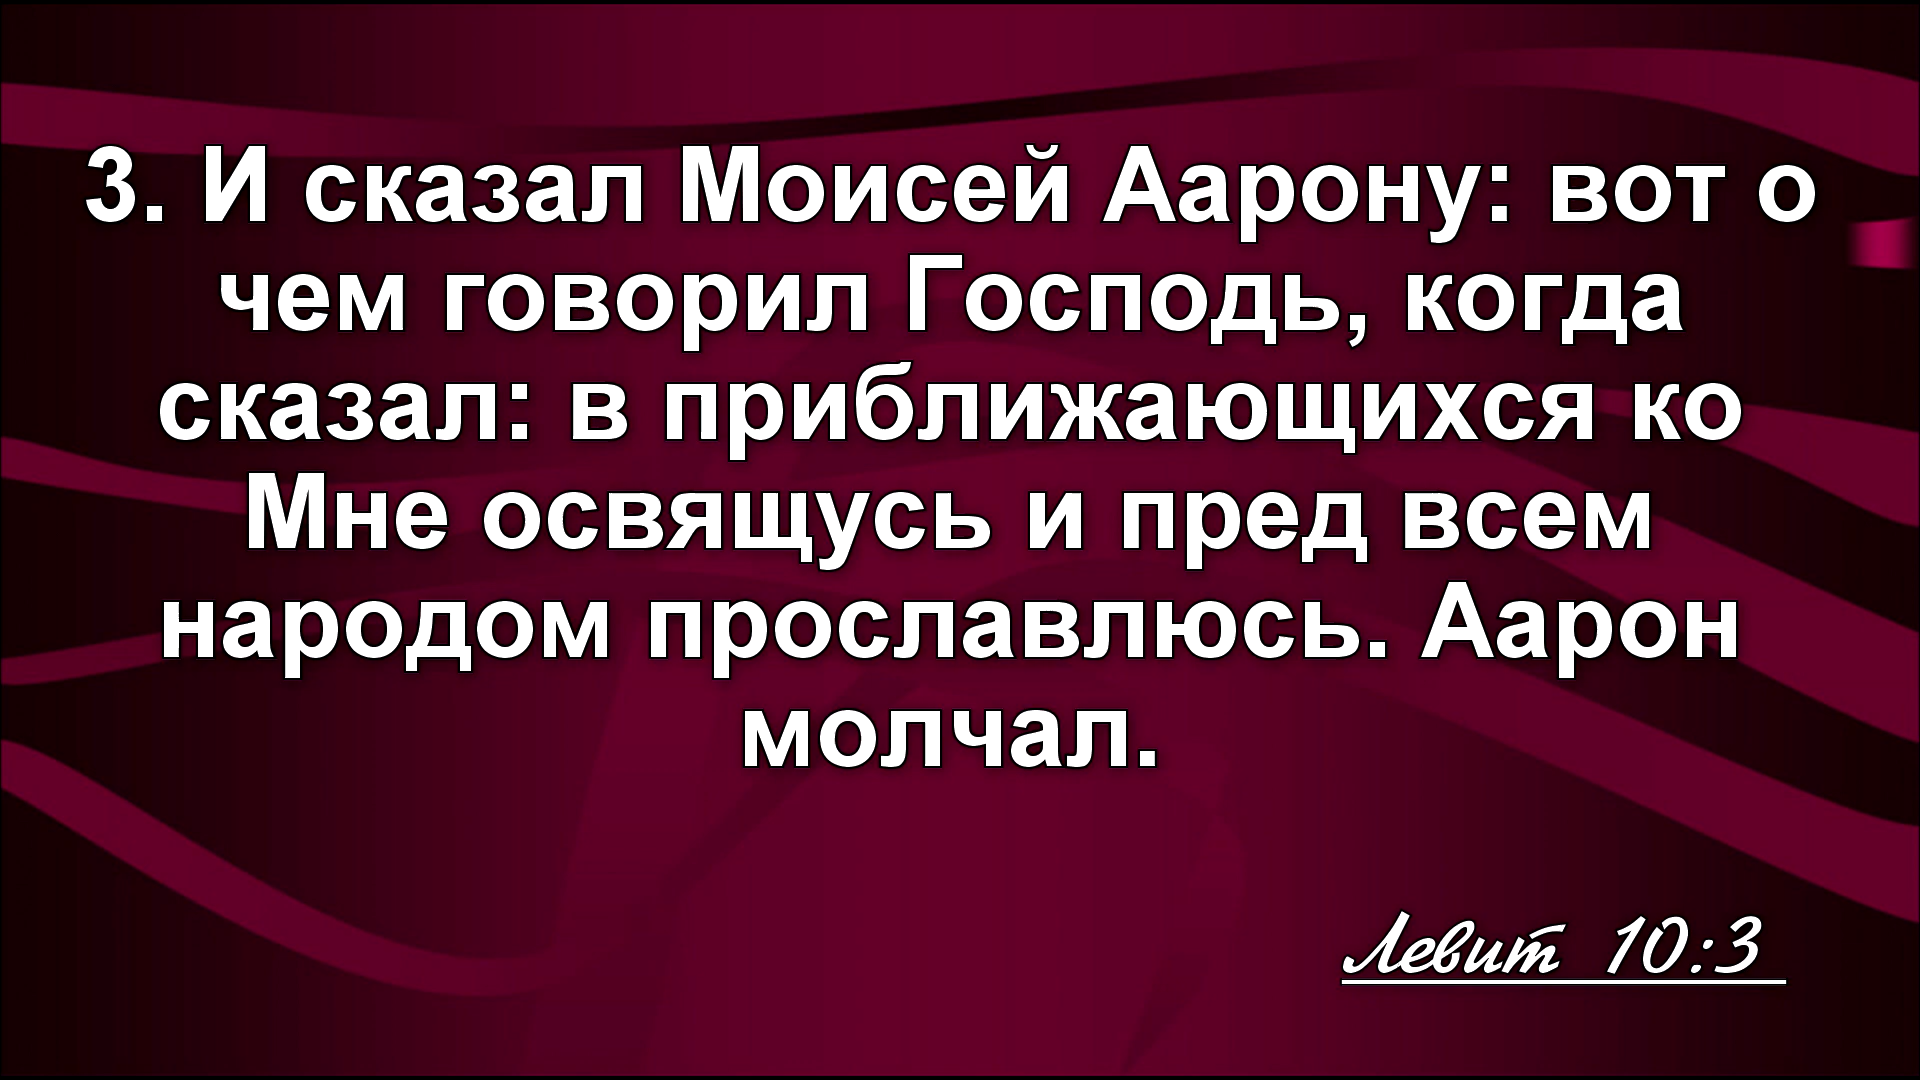 3. И сказал Моисей Аарону: вот о
чем говорил Господь, когда
сказал: в приближающихся ко
Мне освящусь и пред всем
народом прославлюсь. Аарон
молчал.
Левит 10:3